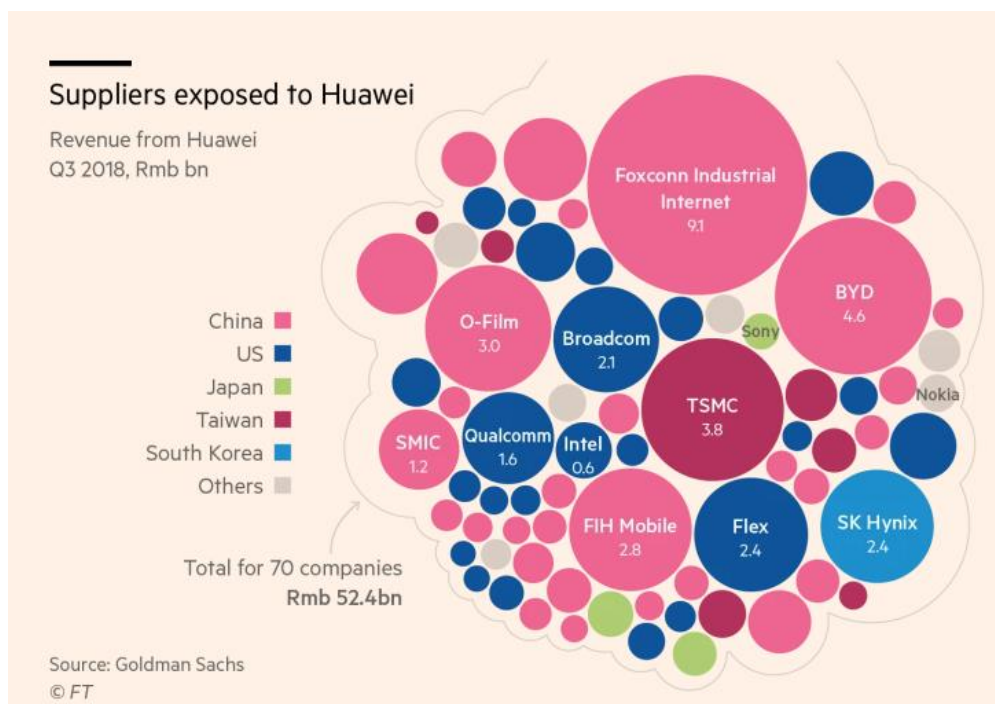 Suppliers exposed to Huawei
Revenue from Huawei
Q3 2018, Rmb bn
Foxconn Industrial
Internet
9.1
BYD
4.6
O-Film
3.0
Broadcom
2.1
Sony
China
US
Japan
Taiwan
South Korea
Others
TSMC
3.8
Nokia
SMIC
1.2
Qualcomm
1.6
Intel
0.6
FIH Mobile
2.8
Flex
2.4
SK Hynix
2.4
Total for 70 companies
Rmb 52.4bn
Source: Goldman Sachs
© FT